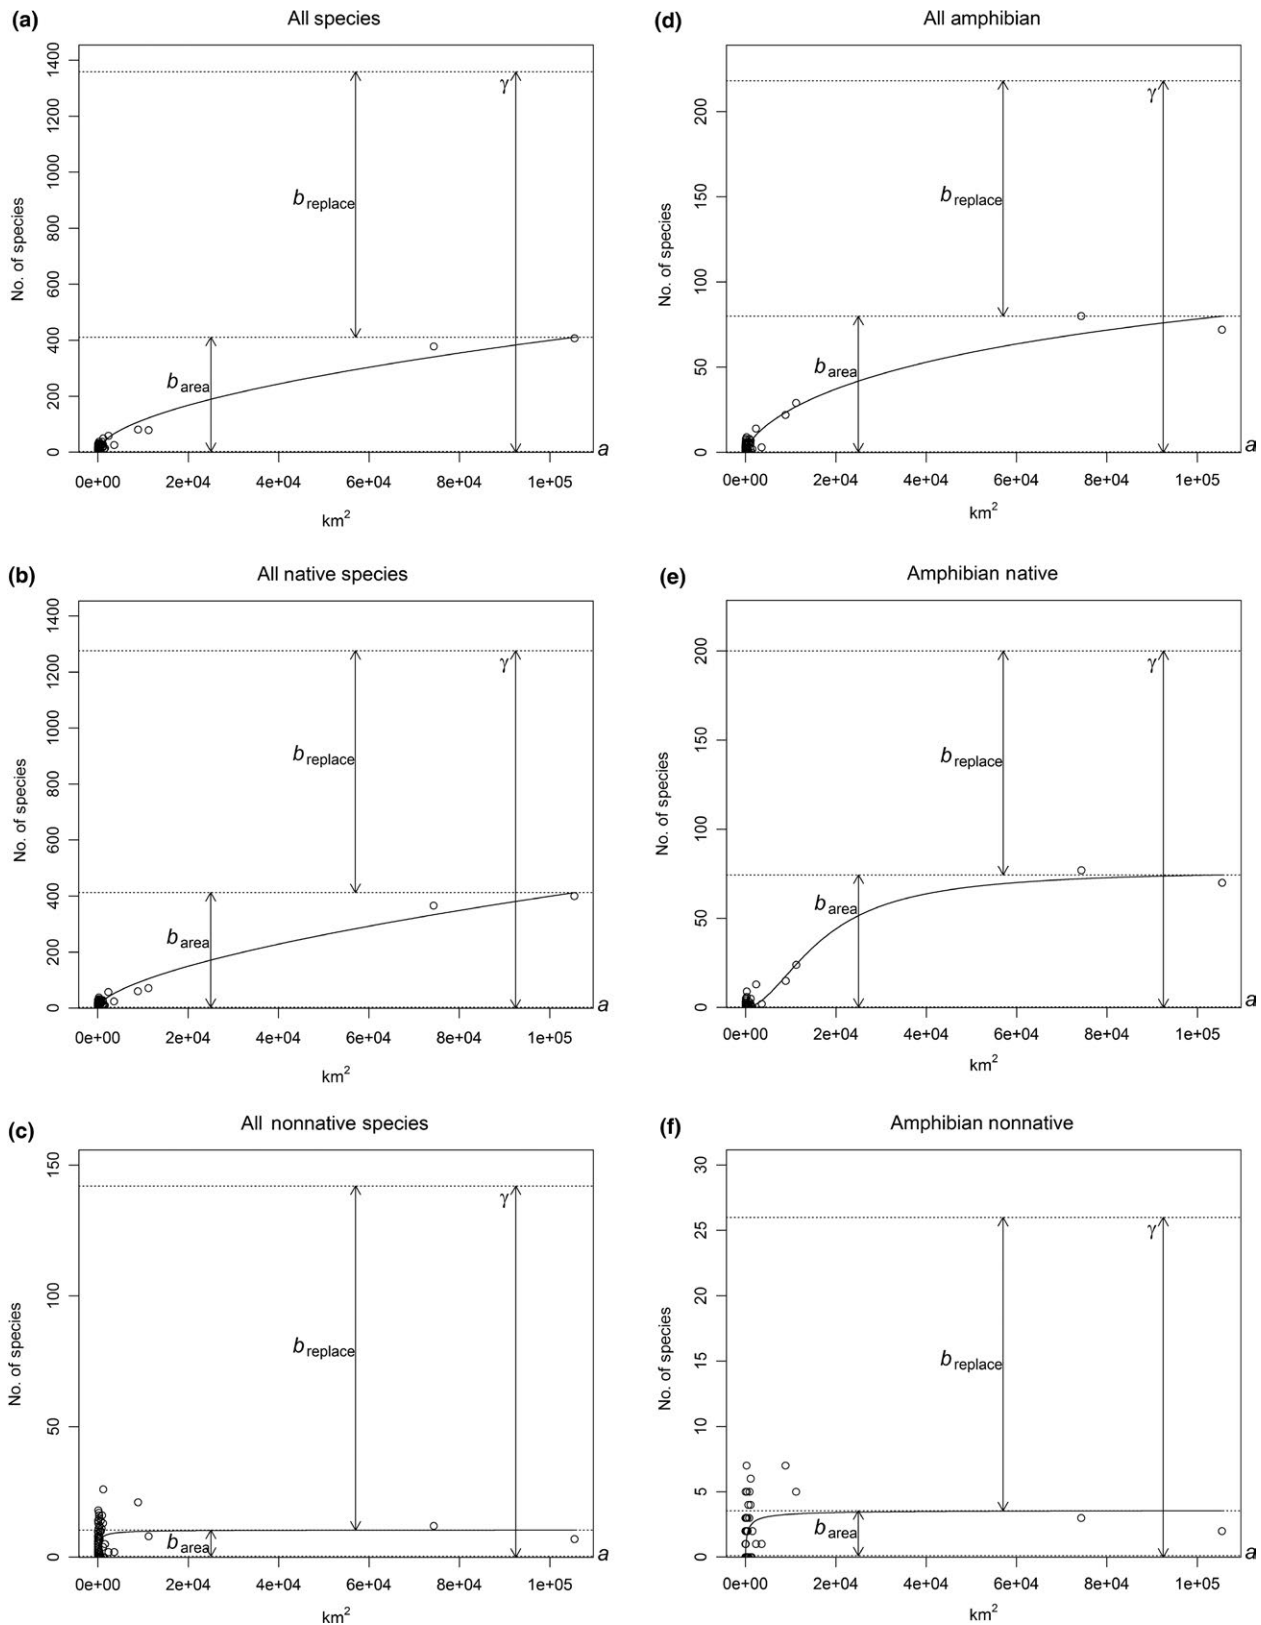 (a)
All species
No. of species
0 200 400 600 800 1000 1200 1400
b replace
b area
γ
a
0e+00 2e+04 4e+04 6e+04 8e+04 1e+05
km²
(d)
All amphibian
No. of species
0 50 100 150 200
b replace
b area
γ
a
0e+00 2e+04 4e+04 6e+04 8e+04 1e+05
km²
(b)
All native species
No. of species
0 200 400 600 800 1000 1200 1400
b replace
b area
γ
a
0e+00 2e+04 4e+04 6e+04 8e+04 1e+05
km²
(e)
Amphibian native
No. of species
0 50 100 150 200
b replace
b area
γ
a
0e+00 2e+04 4e+04 6e+04 8e+04 1e+05
km²
(c)
All nonnative species
No. of species
0 50 100 150
b replace
b area
γ
a
0e+00 2e+04 4e+04 6e+04 8e+04 1e+05
km²
(f)
Amphibian nonnative
No. of species
0 5 10 15 20 25 30
b replace
b area
γ
a
0e+00 2e+04 4e+04 6e+04 8e+04 1e+05
km²